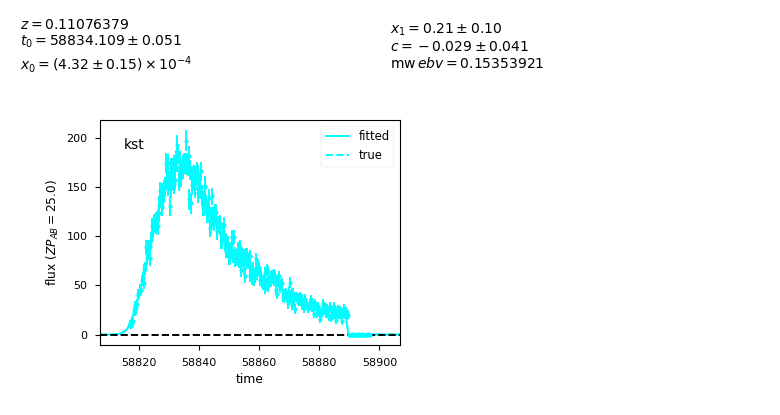 z = 0.11076379
t₀ = 58834.109 ± 0.051
x₀ = (4.32 ± 0.15) × 10⁻⁴
x₁ = 0.21 ± 0.10
c = −0.029 ± 0.041
mw ebv = 0.15353921
kst
fitted
true
200
150
100
50
0
flux (ZP_AB = 25.0)
58820 58840 58860 58880 58900
time